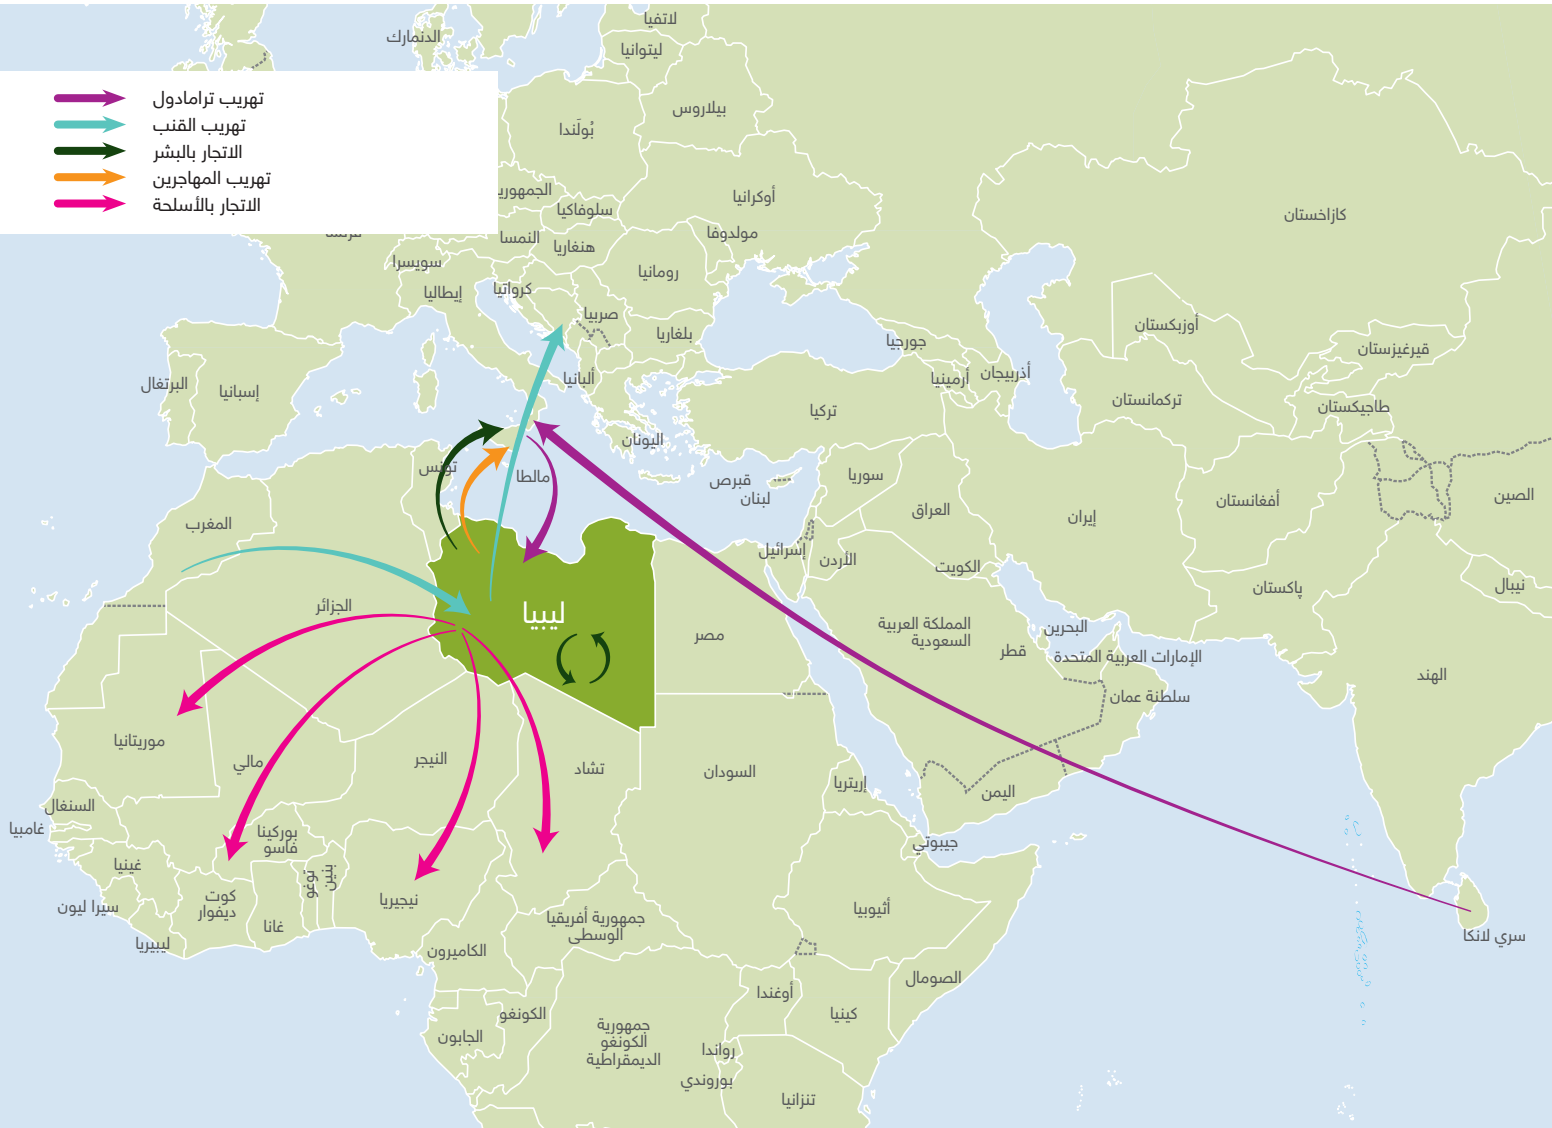 تهريب ترامادول
تهريب القنب
الاتجار بالبشر
تهريب المهاجرين
الاتجار بالأسلحة
لاتفيا
الدنمارك
ليتوانيا
بيلاروس
بُولَندا
الجمهوري
سلوفاكيا
أوكرانيا
كازاخستان
النمسا
هنغاريا
مولدوفا
سويسرا
رومانيا
إيطاليا
كرواتيا
صربيا
بلغاريا
أوزبكستان
جورجيا
قيرغيزستان
البرتغال
إسبانيا
ألبانيا
أرمينيا
أذربيجان
تركمانستان
طاجيكستان
تركيا
اليونان
تونس
مالطا
قبرص
لبنان
سوريا
العراق
إيران
أفغانستان
الصين
المغرب
إسرائيل
الأردن
الكويت
پاكستان
نيبال
الجزائر
ليبيا
مصر
المملكة العربية
السعودية
البحرين
قطر
الإمارات العربية المتحدة
سلطنة عمان
الهند
موريتانيا
مالي
النيجر
تشاد
السودان
إريتريا
اليمن
السنغال
غامبيا
بوركينا
فاسو
جيبوتي
غينيا
توغو
بنين
كوت
ديفوار
سيرا ليون
ليبيريا
غانا
نيجيريا
الكاميرون
جمهورية أفريقيا
الوسطى
أثيوبيا
سري لانكا
الصومال
أوغندا
كينيا
الكونغو
الجابون
جمهورية
الكونغو
الديمقراطية
رواندا
بوروندي
تنزانيا